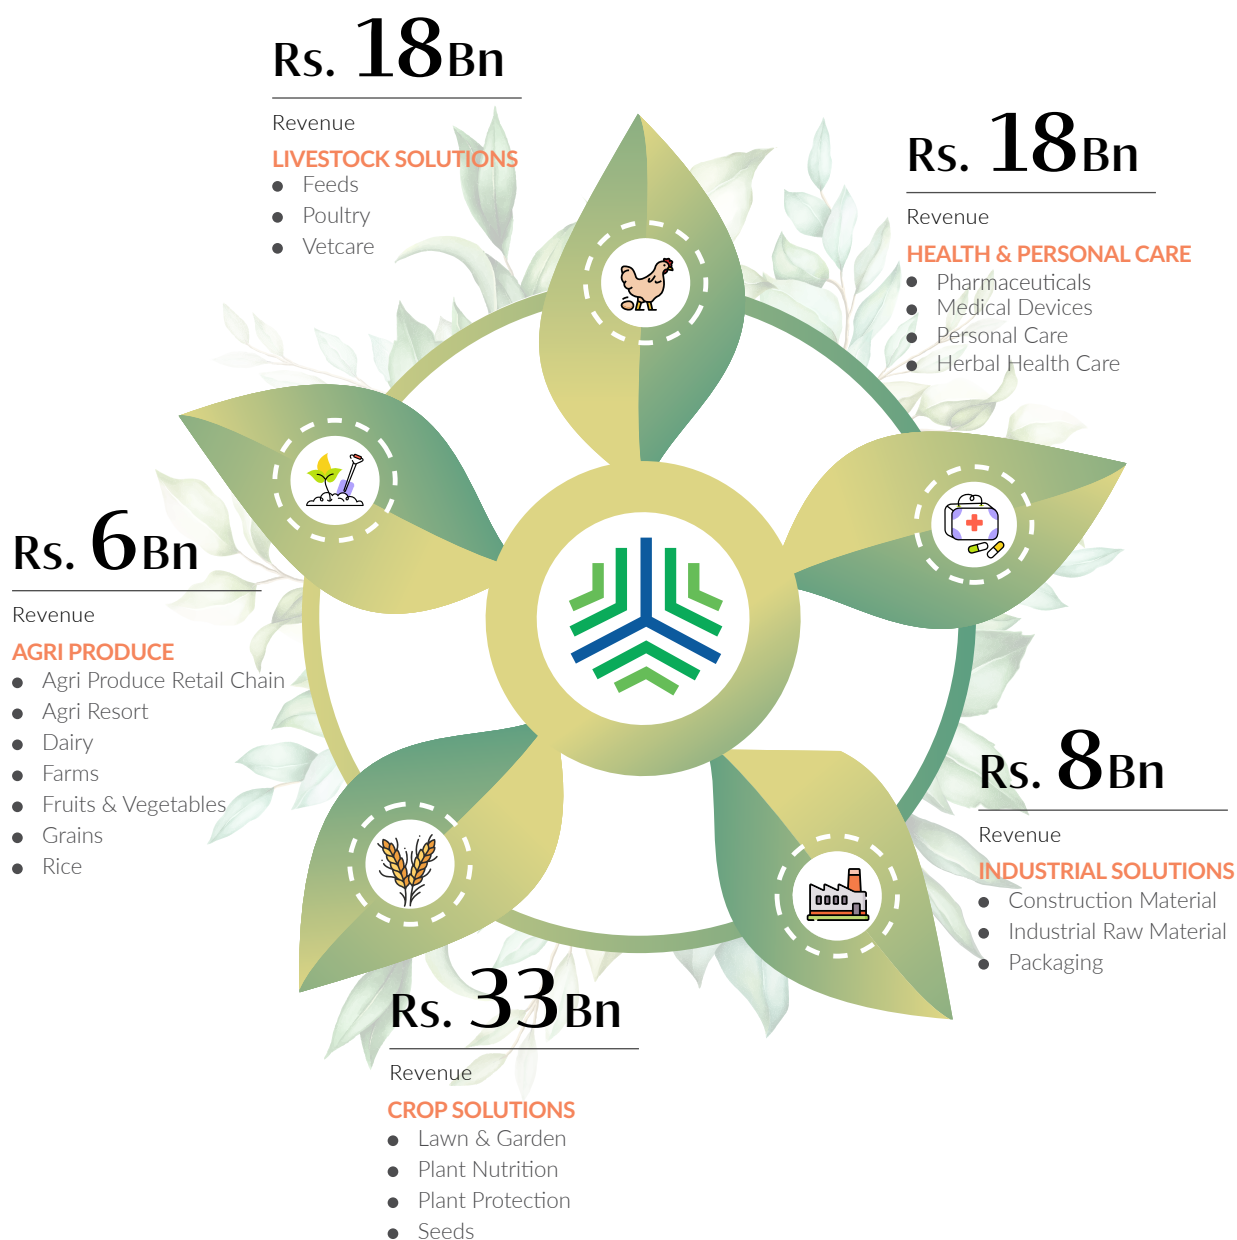 Rs. 18Bn
Revenue
LIVESTOCK SOLUTIONS
Feeds
Poultry
Vetcare
Rs. 18Bn
Revenue
HEALTH & PERSONAL CARE
Pharmaceuticals
Medical Devices
Personal Care
Herbal Health Care
Rs. 6Bn
Revenue
AGRI PRODUCE
Agri Produce Retail Chain
Agri Resort
Dairy
Farms
Fruits & Vegetables
Grains
Rice
Rs. 8Bn
Revenue
INDUSTRIAL SOLUTIONS
Construction Material
Industrial Raw Material
Packaging
Rs. 33Bn
Revenue
CROP SOLUTIONS
Lawn & Garden
Plant Nutrition
Plant Protection
Seeds